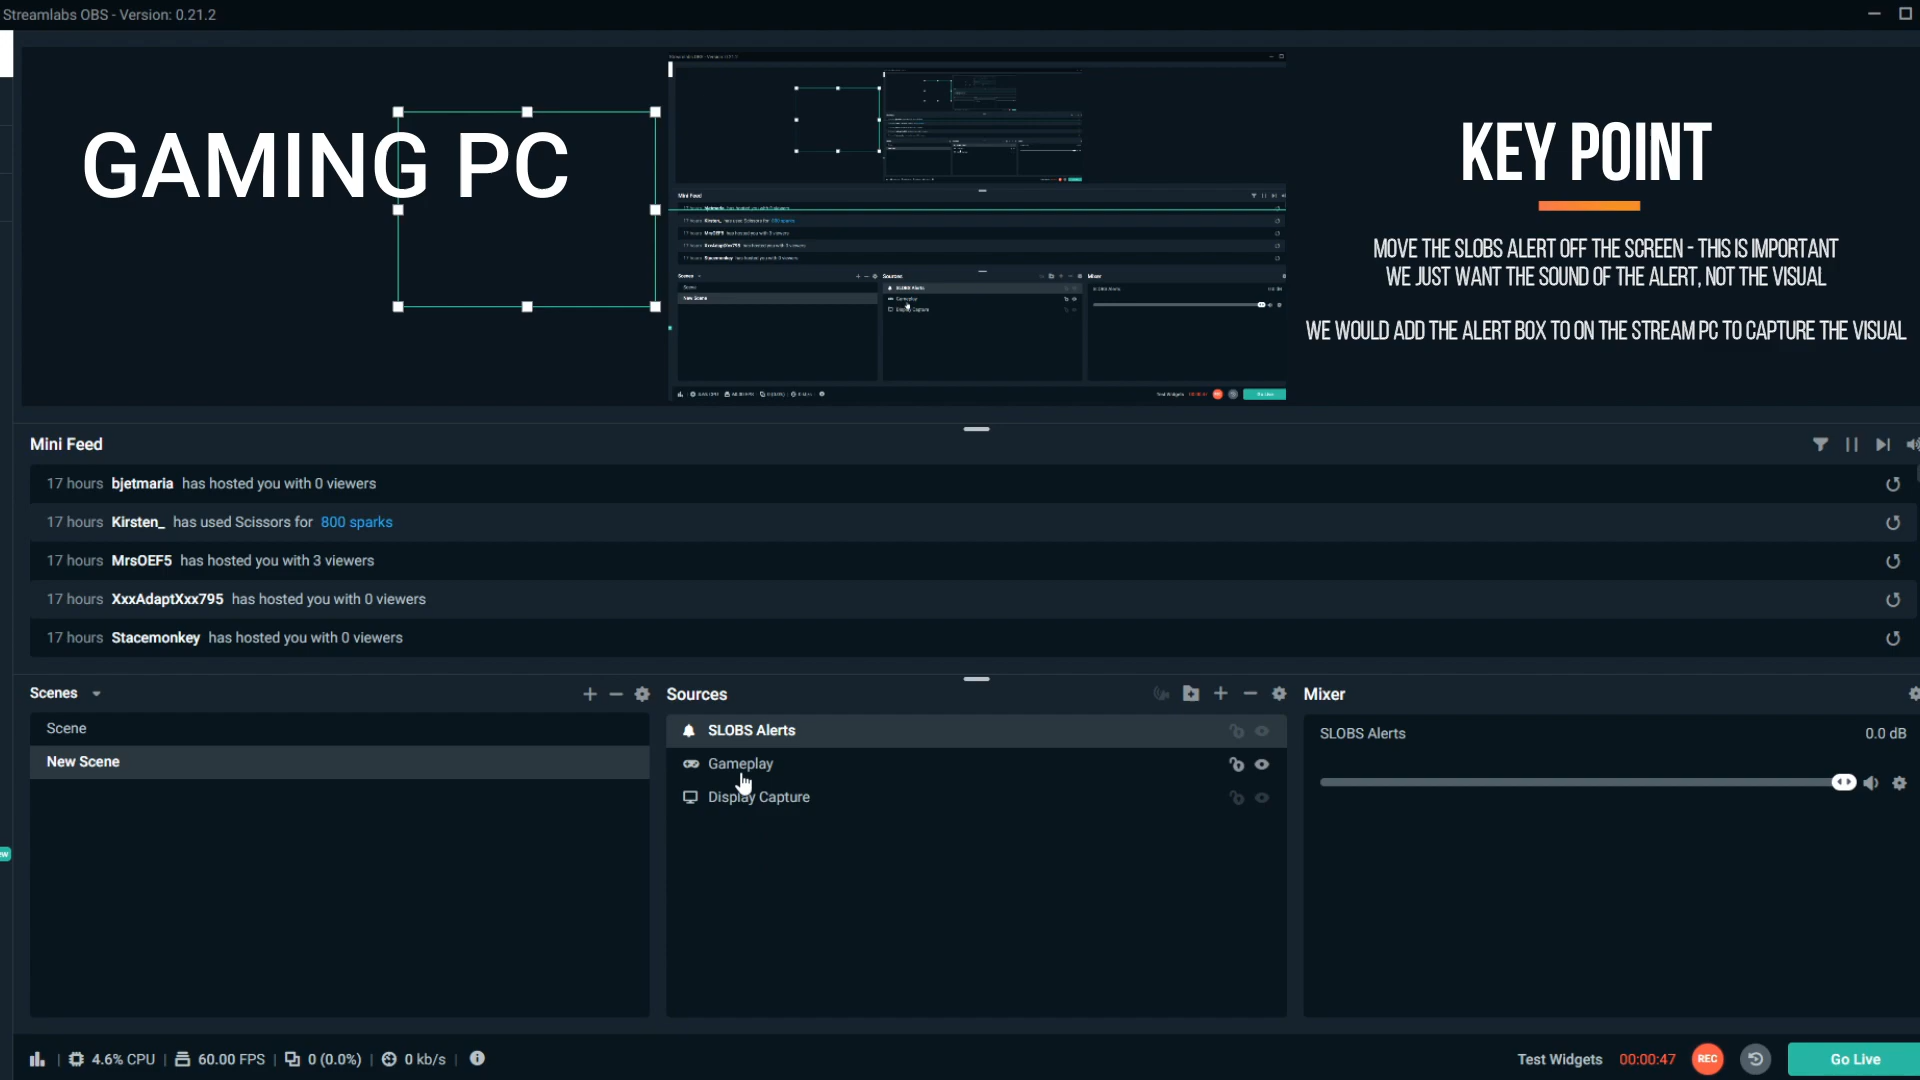 Streamlabs OBS - Version: 0.21.2
GAMING PC
KEY POINT
MOVE THE SLOBS ALERT OFF THE SCREEN - THIS IS IMPORTANT
WE JUST WANT THE SOUND OF THE ALERT, NOT THE VISUAL
WE WOULD ADD THE ALERT BOX TO ON THE STREAM PC TO CAPTURE THE VISUAL
Mini Feed
17 hours bjetmaria has hosted you with 0 viewers
17 hours Kirsten_ has used Scissors for 800 sparks
17 hours MrsOEF5 has hosted you with 3 viewers
17 hours XxxAdaptXxx795 has hosted you with 0 viewers
17 hours Stacemonkey has hosted you with 0 viewers
Scenes
Scene
New Scene
Sources
SLOBS Alerts
Gameplay
Display Capture
Mixer
SLOBS Alerts 0.0 dB
4.6% CPU 60.00 FPS 0 (0.0%) 0 kb/s
Test Widgets 00:00:47 REC Go Live